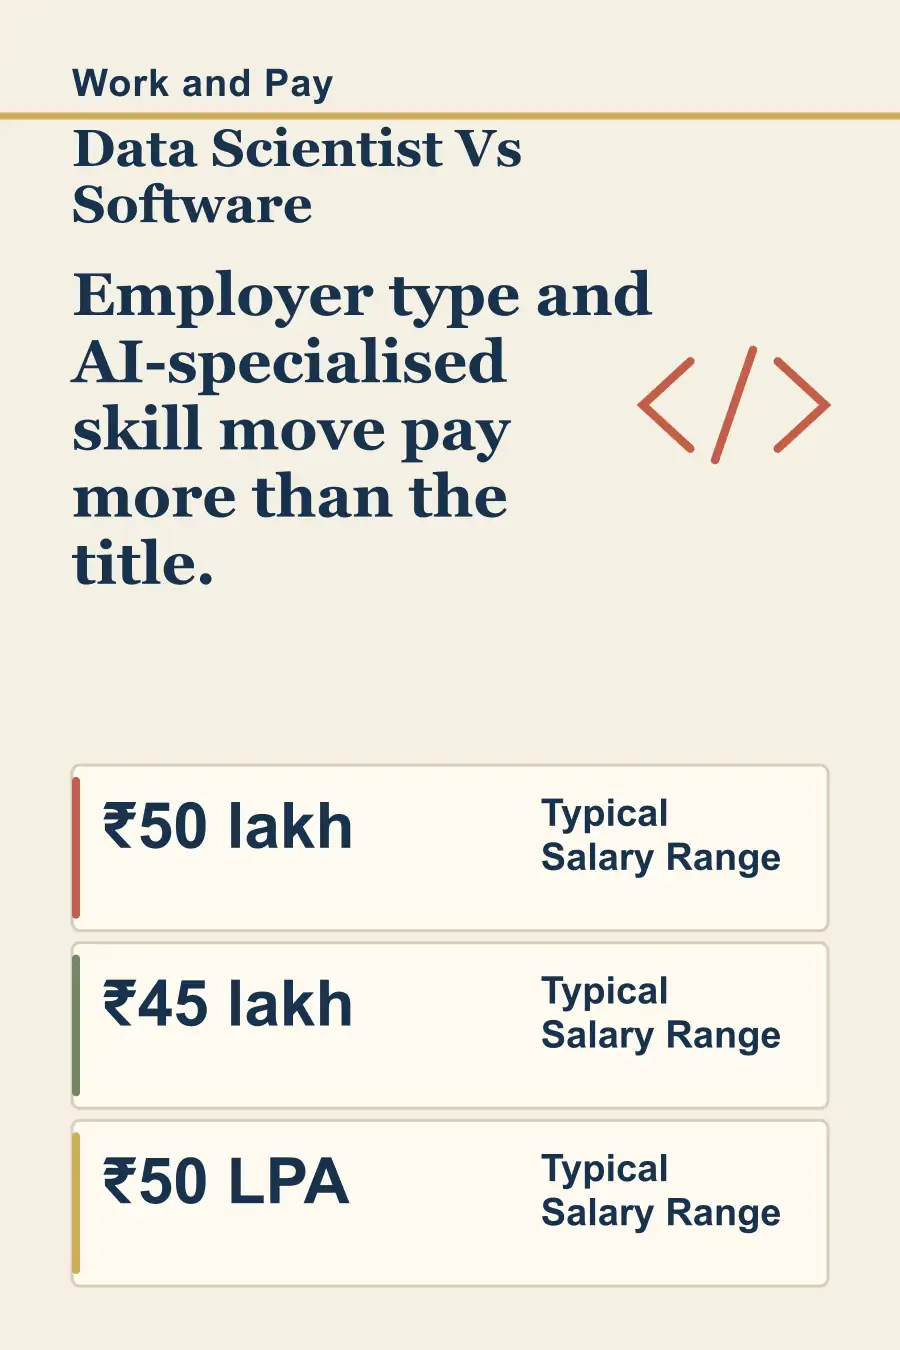 Work and Pay
Data Scientist Vs
Software
Employer type and
AI-specialised
skill move pay
more than the
title.
₹50 lakh
Typical
Salary Range
₹45 lakh
Typical
Salary Range
₹50 LPA
Typical
Salary Range